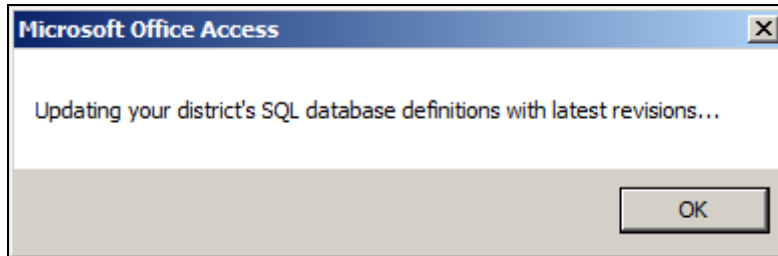 Microsoft Office Access
Updating your district's SQL database definitions with latest revisions...
OK